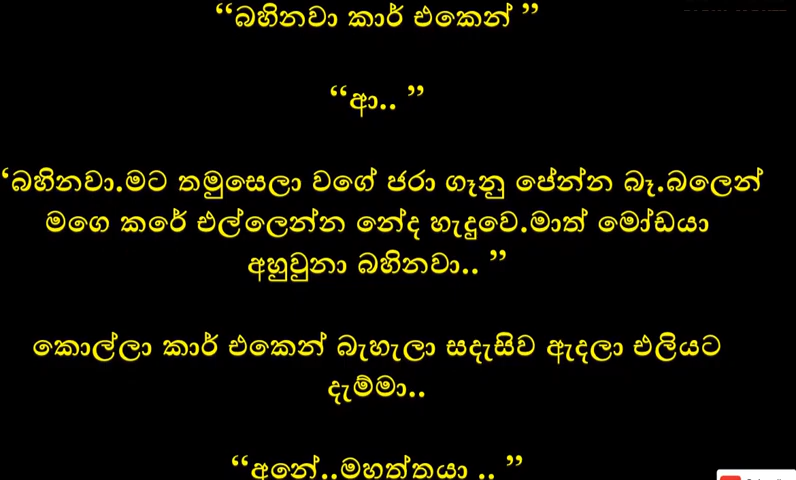 “බහිනවා කාර් එකෙන් ”
“ආ.. ”
‘බහිනවා.මට තමුසෙලා වගේ ජරා ගෑනු පේන්න බෑ.බලෙන්
මගෙ කරේ එල්ලෙන්න නේද හැදුවෙ.මාත් මෝඩයා
අහුවුනා බහිනවා.. ”
කොල්ලා කාර් එකෙන් බැහැලා සදැසිව ඇදලා එලියට
දැම්මා..
“අනේ..මහත්තයා .. ”